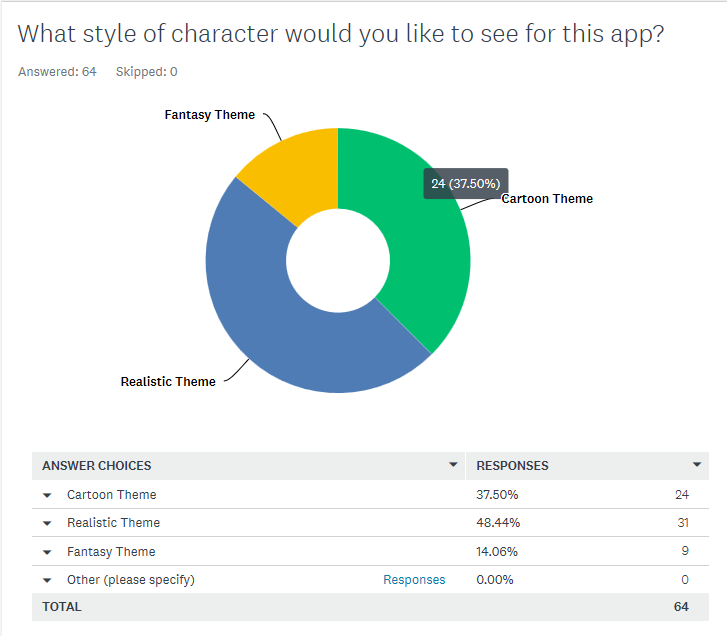 What style of character would you like to see for this app?
Answered: 64 Skipped: 0
Fantasy Theme
24 (37.50%)
Cartoon Theme
Realistic Theme
ANSWER CHOICES RESPONSES
Cartoon Theme 37.50% 24
Realistic Theme 48.44% 31
Fantasy Theme 14.06% 9
Other (please specify) Responses 0.00% 0
TOTAL 64